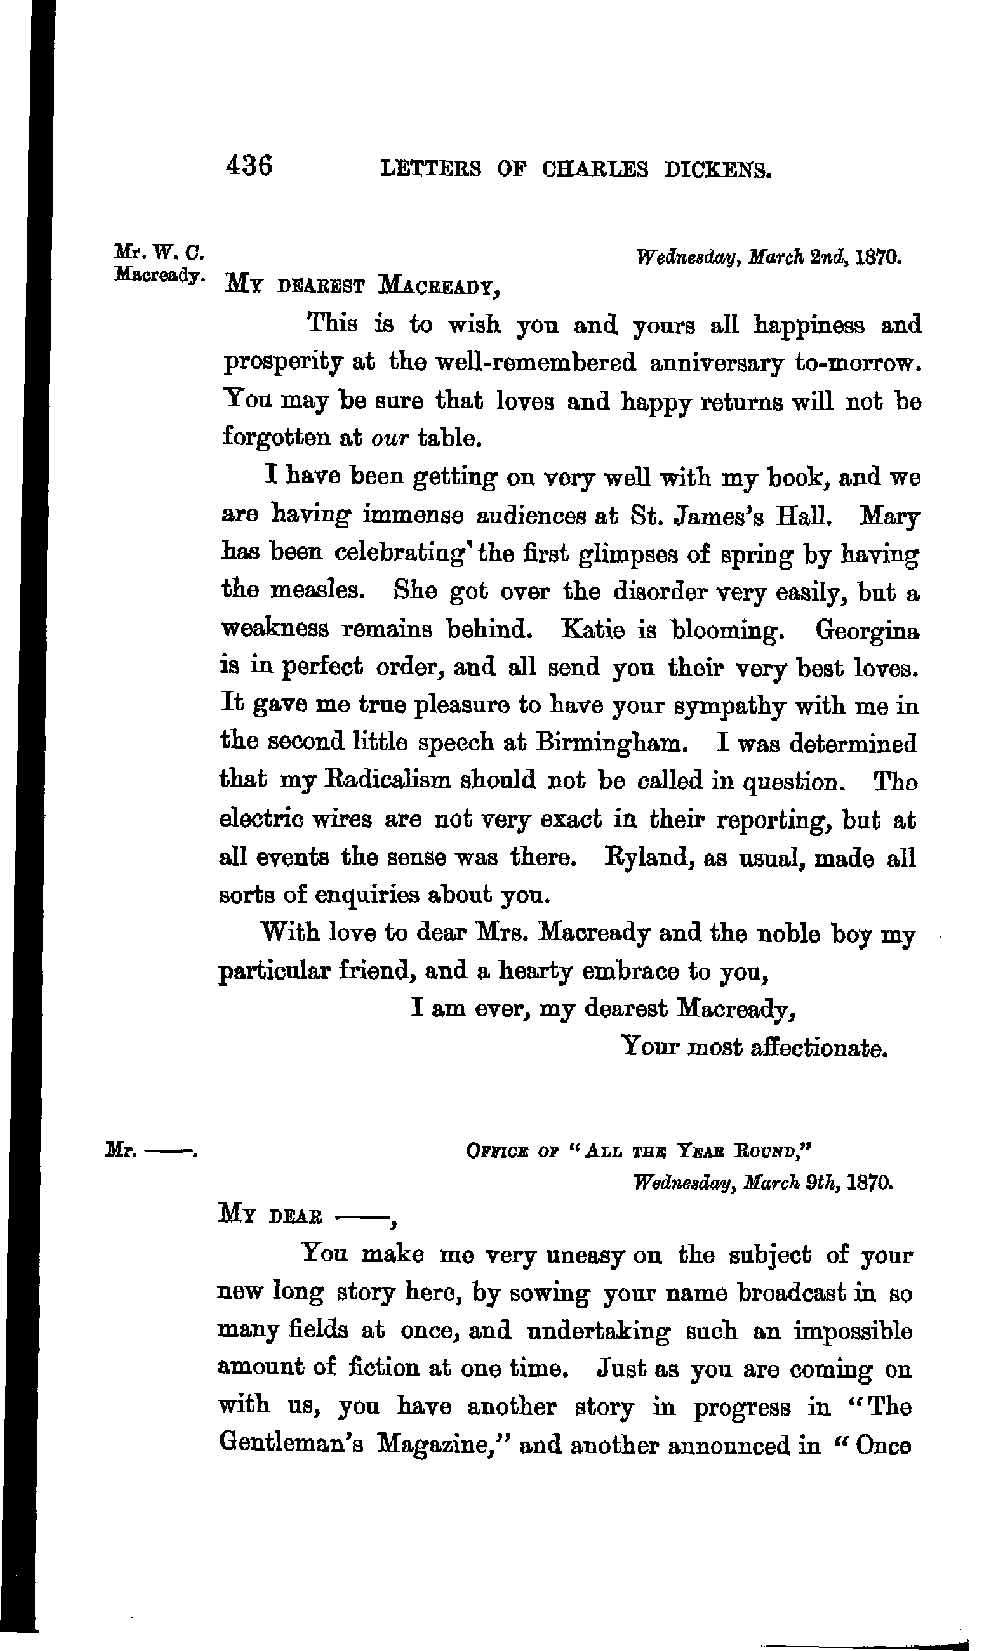 436 LETTERS OF CHARLES DICKENS.
Mr. W. C. Macready.
Wednesday, March 2nd, 1870.
MY DEAREST MACREADY,
This is to wish you and yours all happiness and
prosperity at the well-remembered anniversary to-morrow.
You may be sure that loves and happy returns will not be
forgotten at our table.
I have been getting on very well with my book, and we
are having immense audiences at St. James's Hall. Mary
has been celebrating the first glimpses of spring by having
the measles. She got over the disorder very easily, but a
weakness remains behind. Katie is blooming. Georgina
is in perfect order, and all send you their very best loves.
It gave me true pleasure to have your sympathy with me in
the second little speech at Birmingham. I was determined
that my Radicalism should not be called in question. The
electric wires are not very exact in their reporting, but at
all events the sense was there. Ryland, as usual, made all
sorts of enquiries about you.
With love to dear Mrs. Macready and the noble boy my
particular friend, and a hearty embrace to you,
I am ever, my dearest Macready,
Your most affectionate.
Mr. ——.
OFFICE OF "ALL THE YEAR ROUND,"
Wednesday, March 9th, 1870.
MY DEAR ——,
You make me very uneasy on the subject of your
new long story here, by sowing your name broadcast in so
many fields at once, and undertaking such an impossible
amount of fiction at one time. Just as you are coming on
with us, you have another story in progress in "The
Gentleman's Magazine," and another announced in "Once